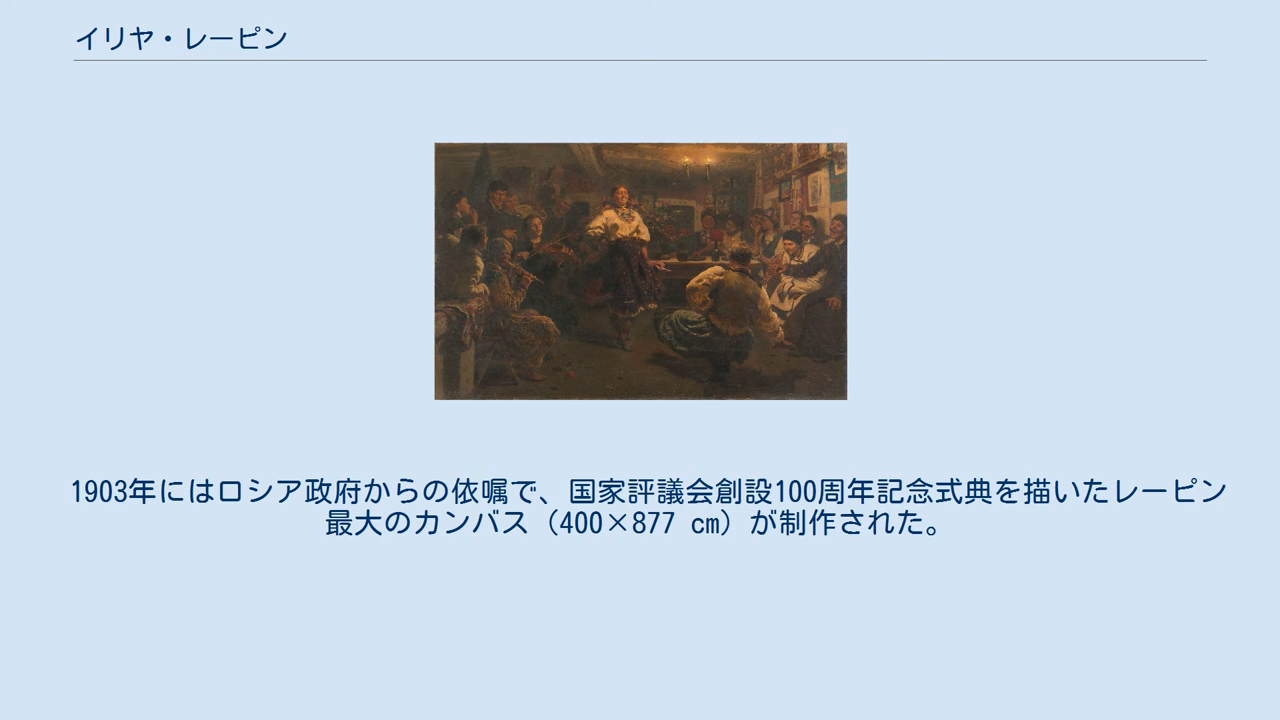 イリヤ・レーピン
1903年にはロシア政府からの依嘱で、国家評議会創設100周年記念式典を描いたレーピン
最大のカンバス（400×877 cm）が制作された。